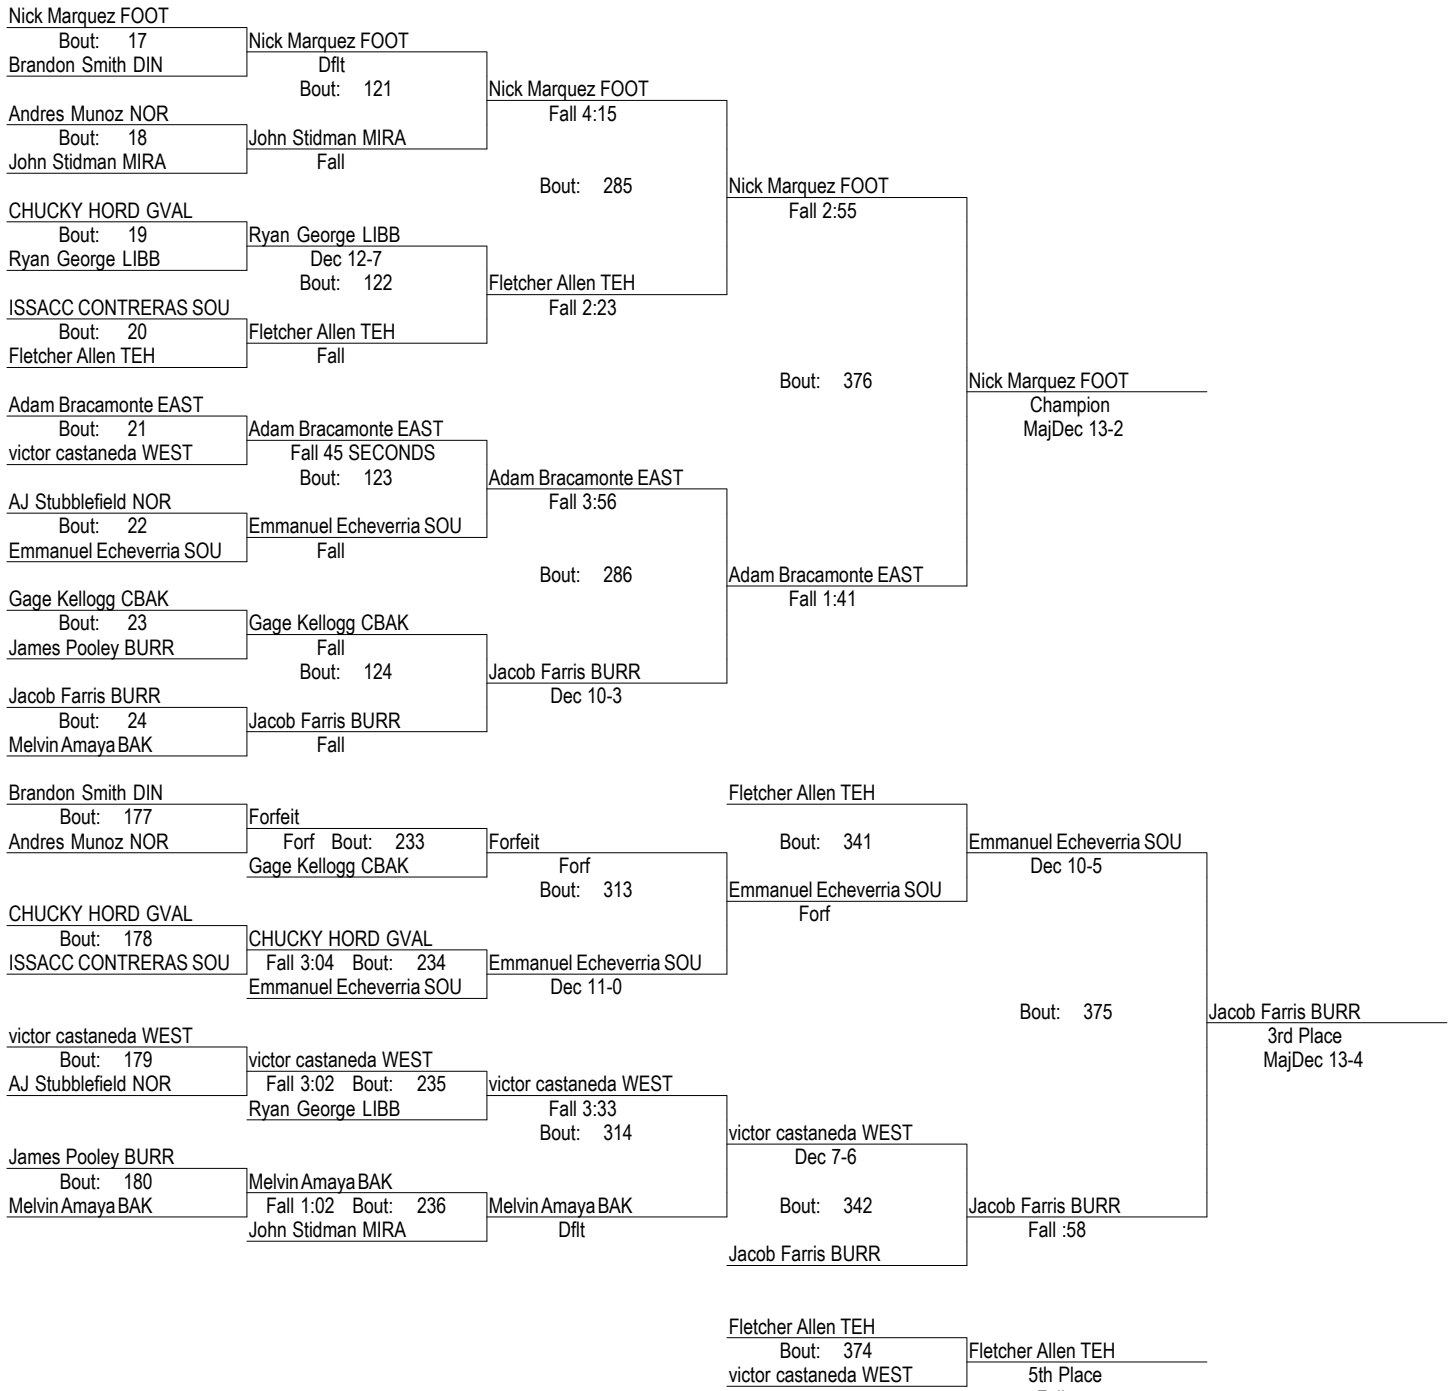 Nick Marquez FOOT
Bout: 17
Brandon Smith DIN
Nick Marquez FOOT
Dflt
Bout: 121
Andres Munoz NOR
Bout: 18
John Stidman MIRA
John Stidman MIRA
Fall
Nick Marquez FOOT
Fall 4:15
Bout: 285
CHUCKY HORD GVAL
Bout: 19
Ryan George LIBB
Ryan George LIBB
Dec 12-7
Bout: 122
ISSACC CONTRERAS SOU
Bout: 20
Fletcher Allen TEH
Fletcher Allen TEH
Fall
Fletcher Allen TEH
Fall 2:23
Nick Marquez FOOT
Fall 2:55
Bout: 376
Adam Bracamonte EAST
Bout: 21
victor castaneda WEST
Adam Bracamonte EAST
Fall 45 SECONDS
Bout: 123
AJ Stubblefield NOR
Bout: 22
Emmanuel Echeverria SOU
Emmanuel Echeverria SOU
Fall
Adam Bracamonte EAST
Fall 3:56
Bout: 286
Gage Kellogg CBAK
Bout: 23
James Pooley BURR
Gage Kellogg CBAK
Fall
Bout: 124
Jacob Farris BURR
Bout: 24
Melvin Amaya BAK
Jacob Farris BURR
Fall
Jacob Farris BURR
Dec 10-3
Adam Bracamonte EAST
Fall 1:41
Nick Marquez FOOT
Champion
MajDec 13-2
Brandon Smith DIN
Bout: 177
Andres Munoz NOR
Forfeit
Forf Bout: 233
Gage Kellogg CBAK
Forfeit
Forf
Bout: 313
CHUCKY HORD GVAL
Bout: 178
ISSACC CONTRERAS SOU
CHUCKY HORD GVAL
Fall 3:04 Bout: 234
Emmanuel Echeverria SOU
Emmanuel Echeverria SOU
Dec 11-0
Fletcher Allen TEH
Bout: 341
Emmanuel Echeverria SOU
Forf
Emmanuel Echeverria SOU
Dec 10-5
Bout: 375
victor castaneda WEST
Bout: 179
AJ Stubblefield NOR
victor castaneda WEST
Fall 3:02 Bout: 235
Ryan George LIBB
victor castaneda WEST
Fall 3:33
Bout: 314
James Pooley BURR
Bout: 180
Melvin Amaya BAK
Melvin Amaya BAK
Fall 1:02 Bout: 236
John Stidman MIRA
Melvin Amaya BAK
Dflt
victor castaneda WEST
Dec 7-6
Bout: 342
Jacob Farris BURR
Jacob Farris BURR
Fall :58
Jacob Farris BURR
3rd Place
MajDec 13-4
Fletcher Allen TEH
Bout: 374
victor castaneda WEST
Fletcher Allen TEH
5th Place